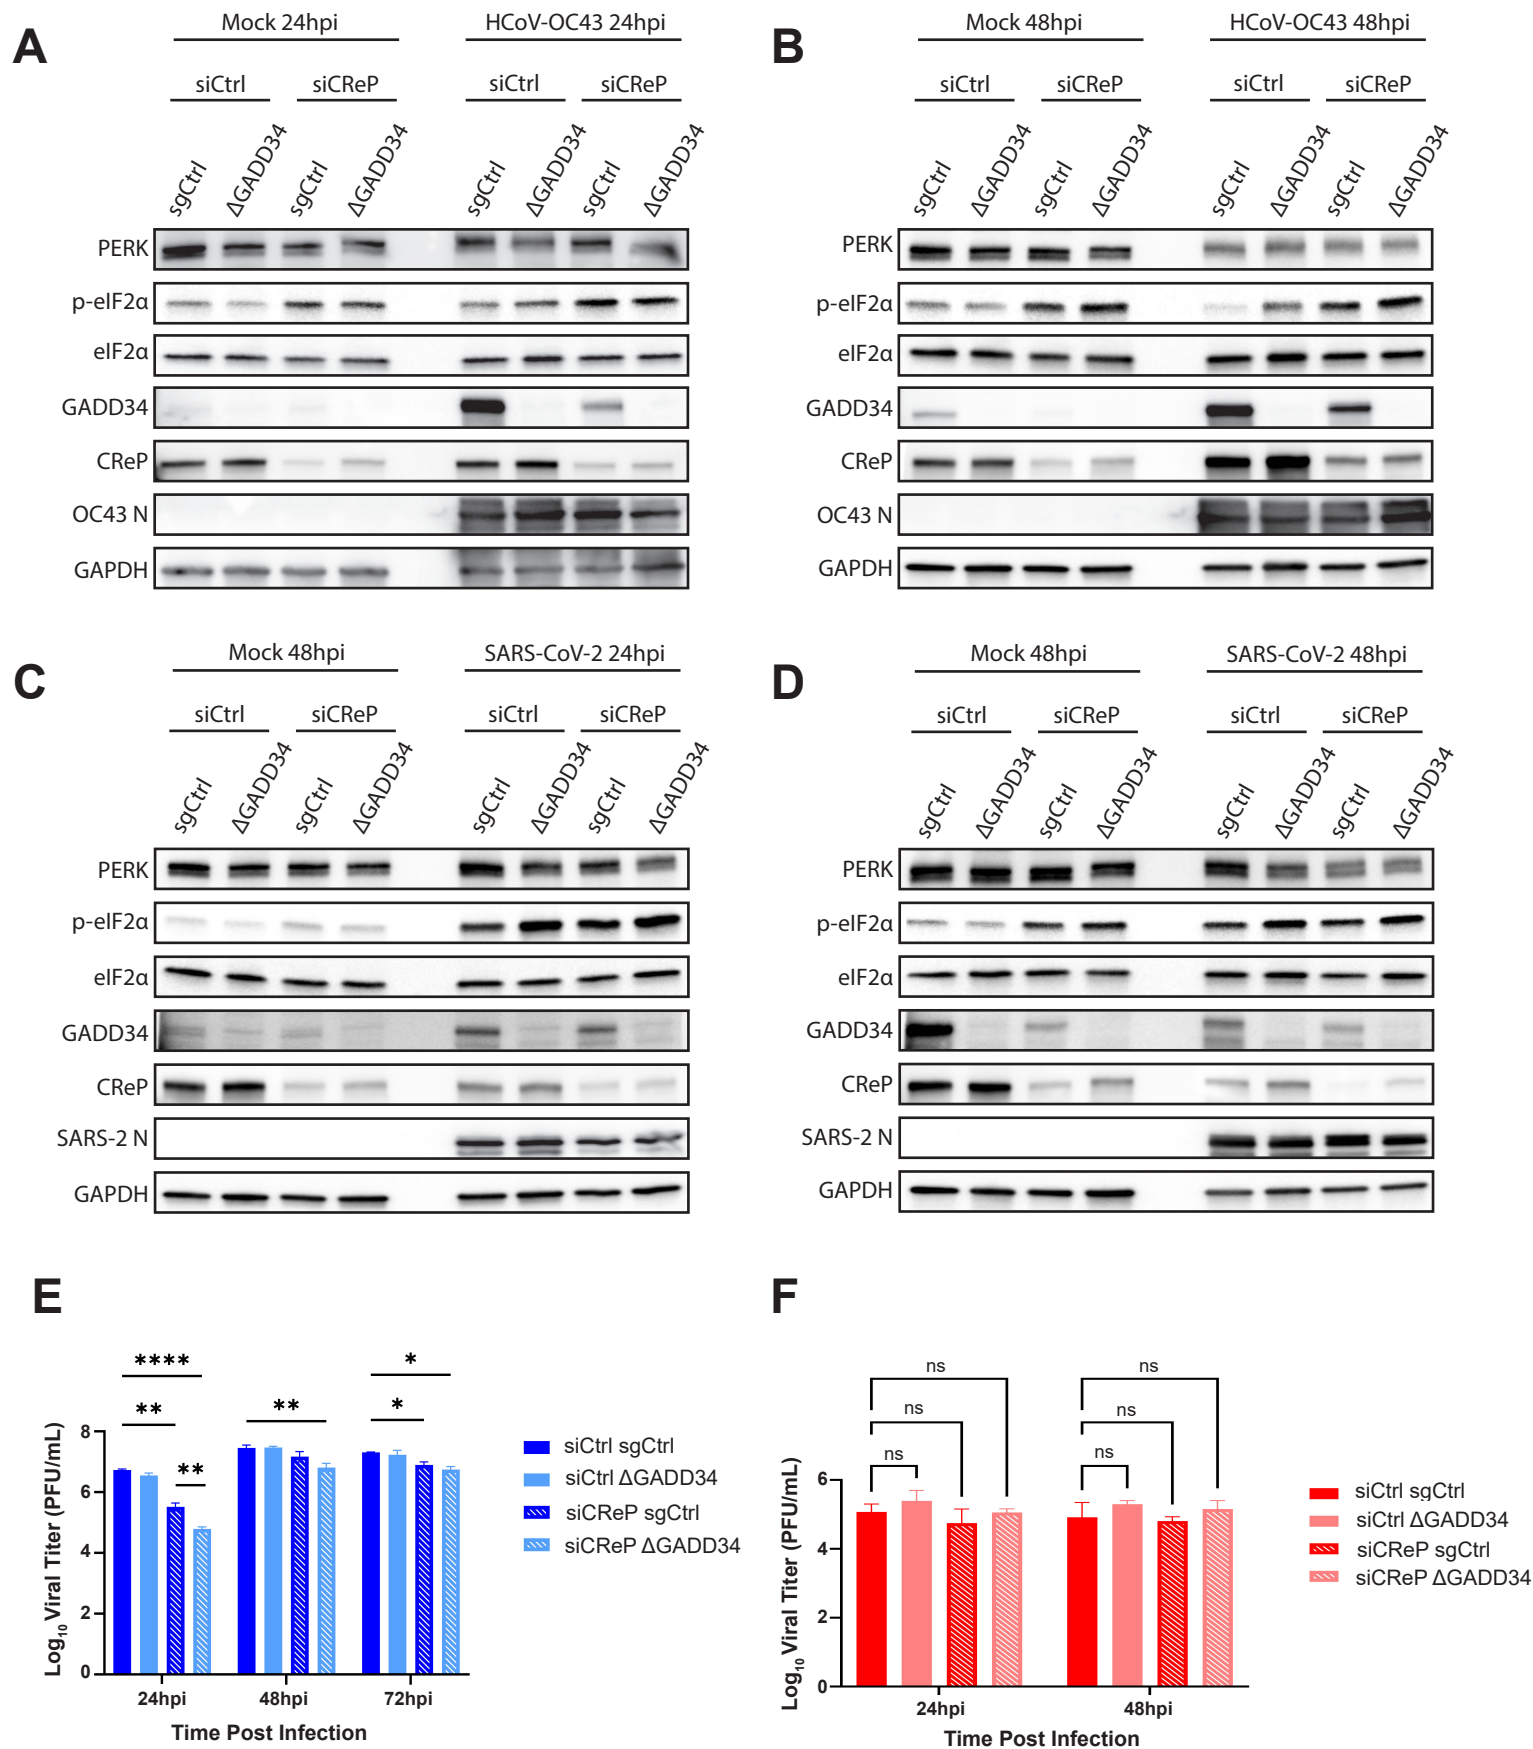 A
Mock 24hpi
HCoV-OC43 24hpi
siCtrl
siCReP
siCtrl
siCReP
sgCtrl
ΔGADD34
sgCtrl
ΔGADD34
sgCtrl
ΔGADD34
sgCtrl
ΔGADD34
PERK
p-eIF2α
eIF2α
GADD34
CReP
OC43 N
GAPDH
B
Mock 48hpi
HCoV-OC43 48hpi
siCtrl
siCReP
siCtrl
siCReP
sgCtrl
ΔGADD34
sgCtrl
ΔGADD34
sgCtrl
ΔGADD34
sgCtrl
ΔGADD34
PERK
p-eIF2α
eIF2α
GADD34
CReP
OC43 N
GAPDH
C
Mock 48hpi
SARS-CoV-2 24hpi
siCtrl
siCReP
siCtrl
siCReP
sgCtrl
ΔGADD34
sgCtrl
ΔGADD34
sgCtrl
ΔGADD34
sgCtrl
ΔGADD34
PERK
p-eIF2α
eIF2α
GADD34
CReP
SARS-2 N
GAPDH
D
Mock 48hpi
SARS-CoV-2 48hpi
siCtrl
siCReP
siCtrl
siCReP
sgCtrl
ΔGADD34
sgCtrl
ΔGADD34
sgCtrl
ΔGADD34
sgCtrl
ΔGADD34
PERK
p-eIF2α
eIF2α
GADD34
CReP
SARS-2 N
GAPDH
E
Log10 Viral Titer (PFU/mL)
8
6
4
2
0
****
**
**
**
*
*
24hpi
48hpi
72hpi
Time Post Infection
siCtrl sgCtrl
siCtrl ΔGADD34
siCReP sgCtrl
siCReP ΔGADD34
F
Log10 Viral Titer (PFU/mL)
6
4
2
0
ns
ns
ns
ns
ns
ns
24hpi
48hpi
Time Post Infection
siCtrl sgCtrl
siCtrl ΔGADD34
siCReP sgCtrl
siCReP ΔGADD34